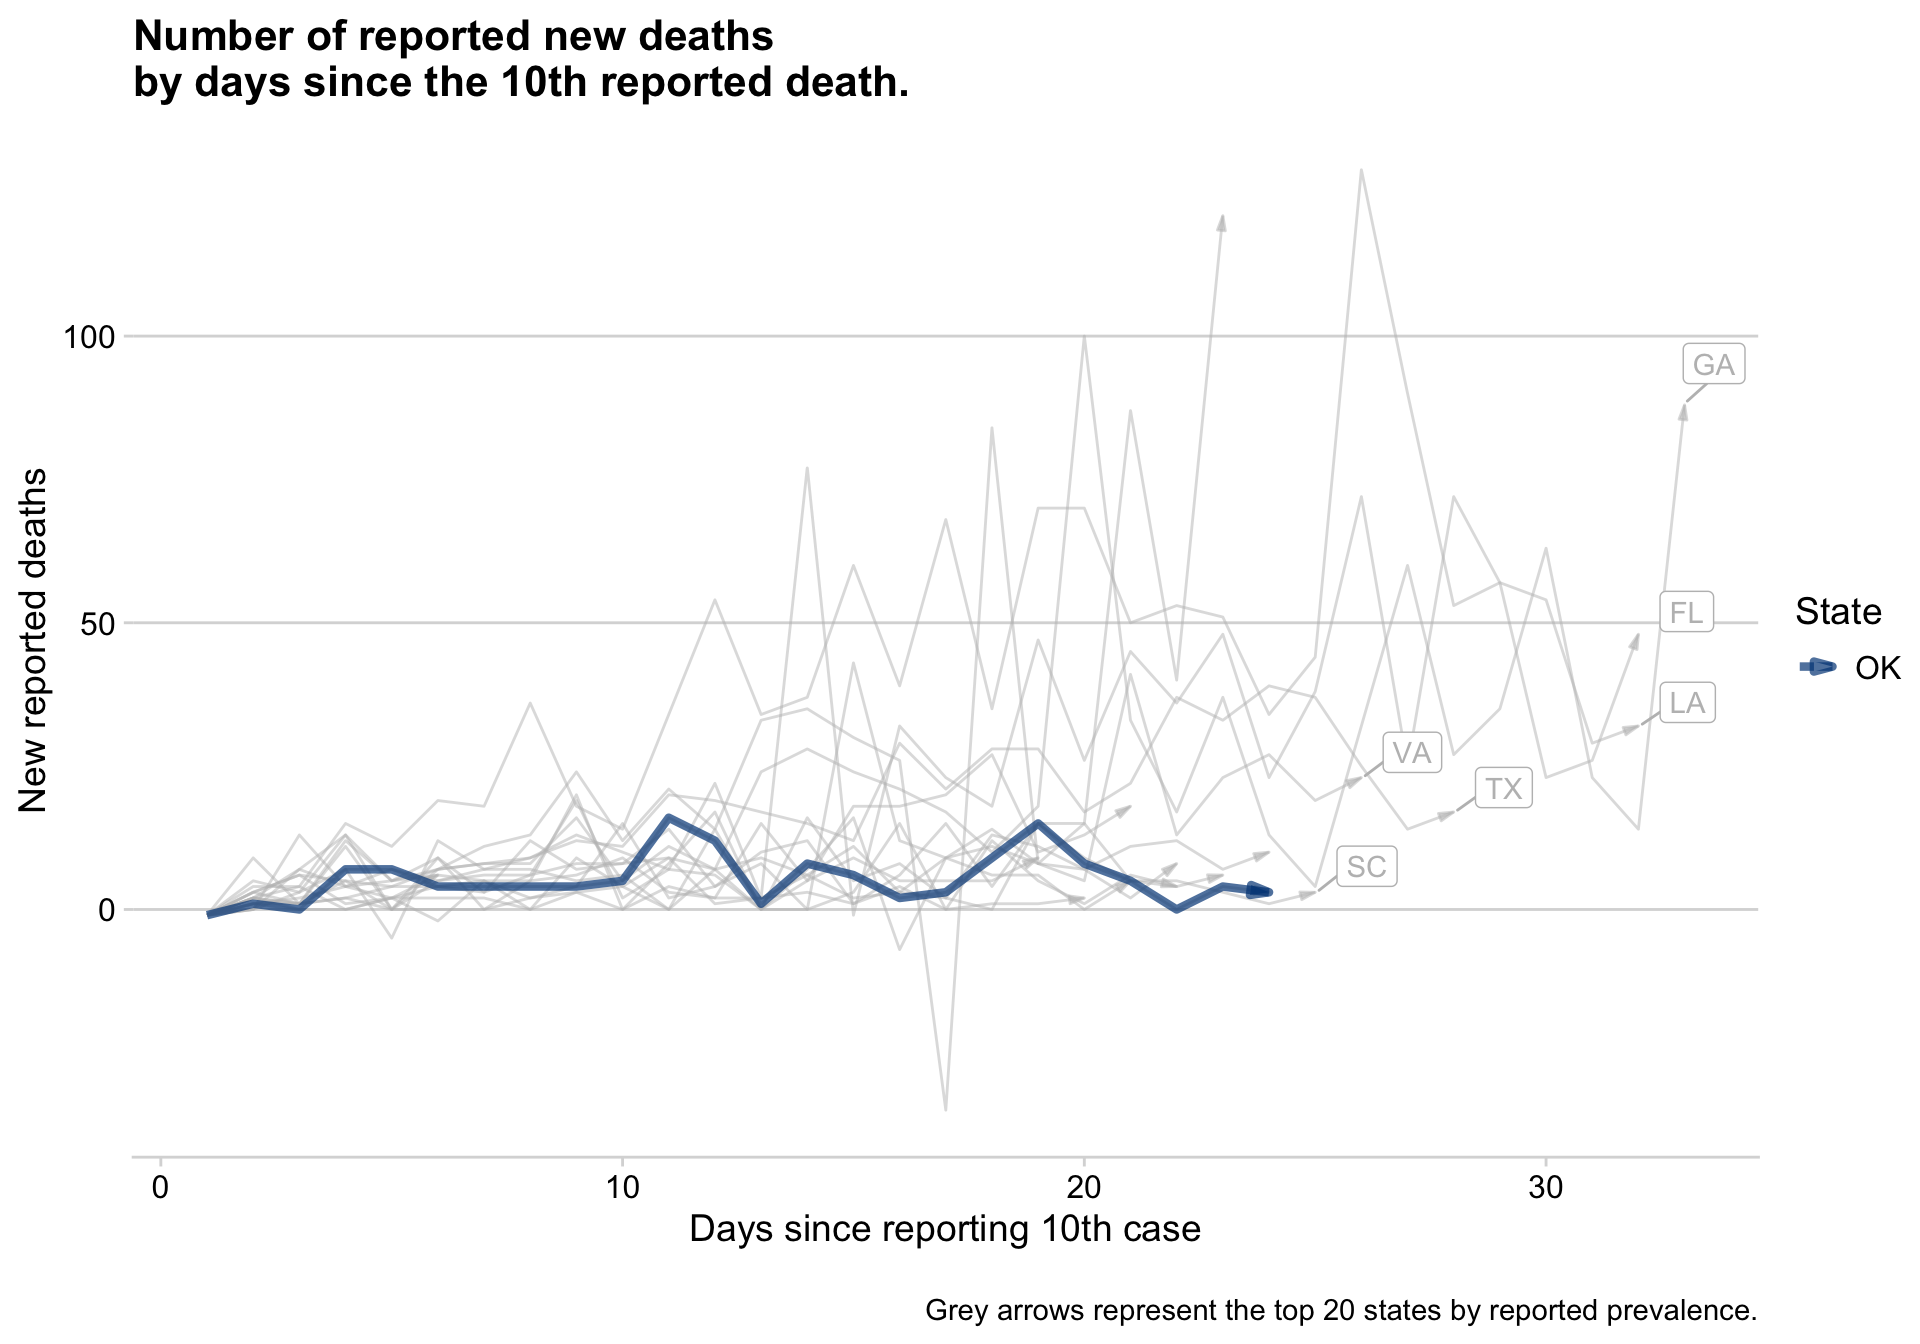 Number of reported new deaths
by days since the 10th reported death.
New reported deaths
100
50
0
GA
FL
LA
VA
TX
SC
State
OK
0
10
20
30
Days since reporting 10th case
Grey arrows represent the top 20 states by reported prevalence.